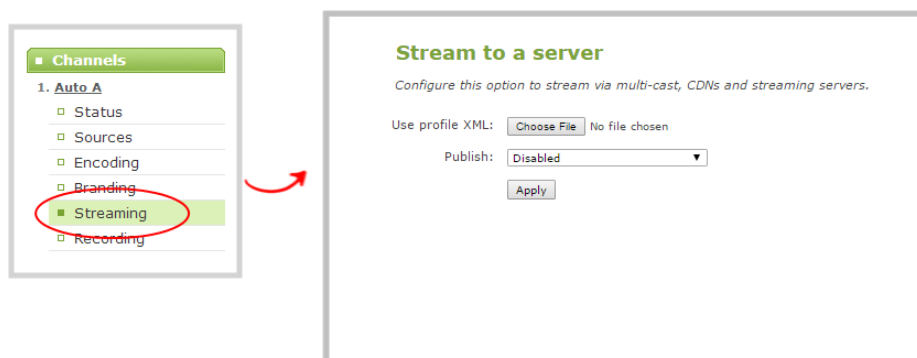 Channels
1. Auto A
Status
Sources
Encoding
Branding
Streaming
Recording
Stream to a server
Configure this option to stream via multi-cast, CDNs and streaming servers.
Use profile XML: Choose File No file chosen
Publish: Disabled
Apply